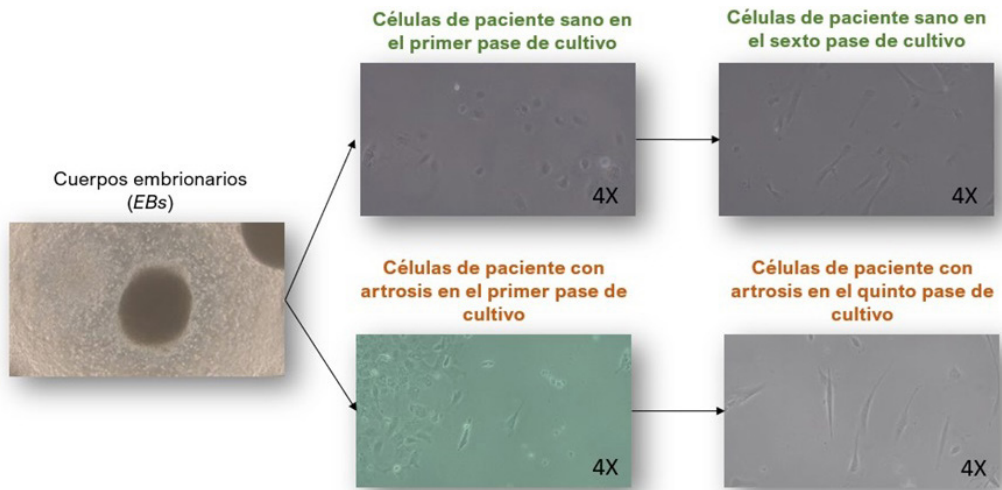 Células de paciente sano en
el primer pase de cultivo
4X
Células de paciente sano en
el sexto pase de cultivo
4X
Cuerpos embrionarios
(EBs)
Células de paciente con
artrosis en el primer pase de
cultivo
4X
Células de paciente con
artrosis en el quinto pase de
cultivo
4X